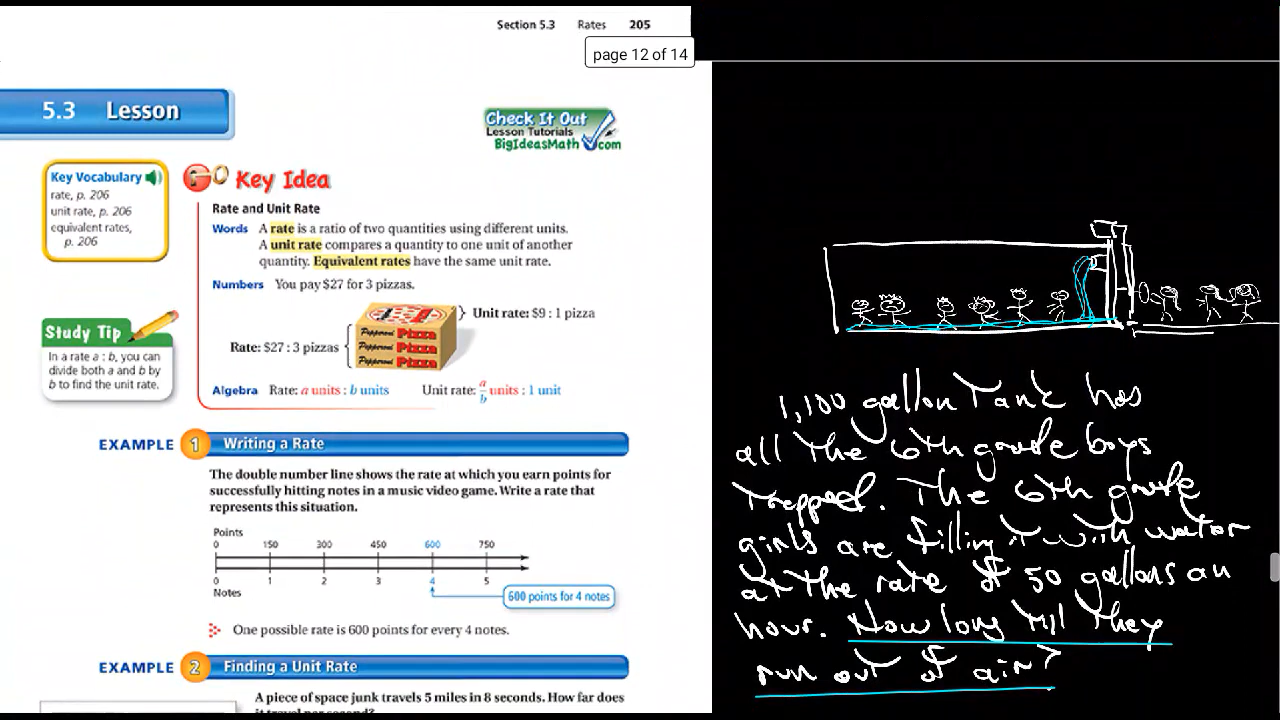 Section 5.3 Rates 205
page 12 of 14
5.3 Lesson
Check It Out
Lesson Tutorials
BigIdeasMath.com
Key Vocabulary
rate, p. 206
unit rate, p. 206
equivalent rates,
p. 206
Key Idea
Rate and Unit Rate
Words A rate is a ratio of two quantities using different units.
A unit rate compares a quantity to one unit of another
quantity. Equivalent rates have the same unit rate.
Numbers You pay $27 for 3 pizzas.
Unit rate: $9 : 1 pizza
Pepperoni Pizza
Pepperoni Pizza
Pepperoni Pizza
Rate: $27 : 3 pizzas
Algebra Rate: a units : b units Unit rate: a/b units : 1 unit
Study Tip
In a rate a : b, you can
divide both a and b by
b to find the unit rate.
EXAMPLE 1 Writing a Rate
The double number line shows the rate at which you earn points for
successfully hitting notes in a music video game. Write a rate that
represents this situation.
Points
0 150 300 450 600 750
0 1 2 3 4 5
Notes
600 points for 4 notes
One possible rate is 600 points for every 4 notes.
EXAMPLE 2 Finding a Unit Rate
A piece of space junk travels 5 miles in 8 seconds. How far does
it travel per second?
1,100 gallon Tank has
all the 6th grade boys
trapped. The 6th grade
girls are filling it with water
at the rate of 50 gallons an
hour. How long till they
run out of air?